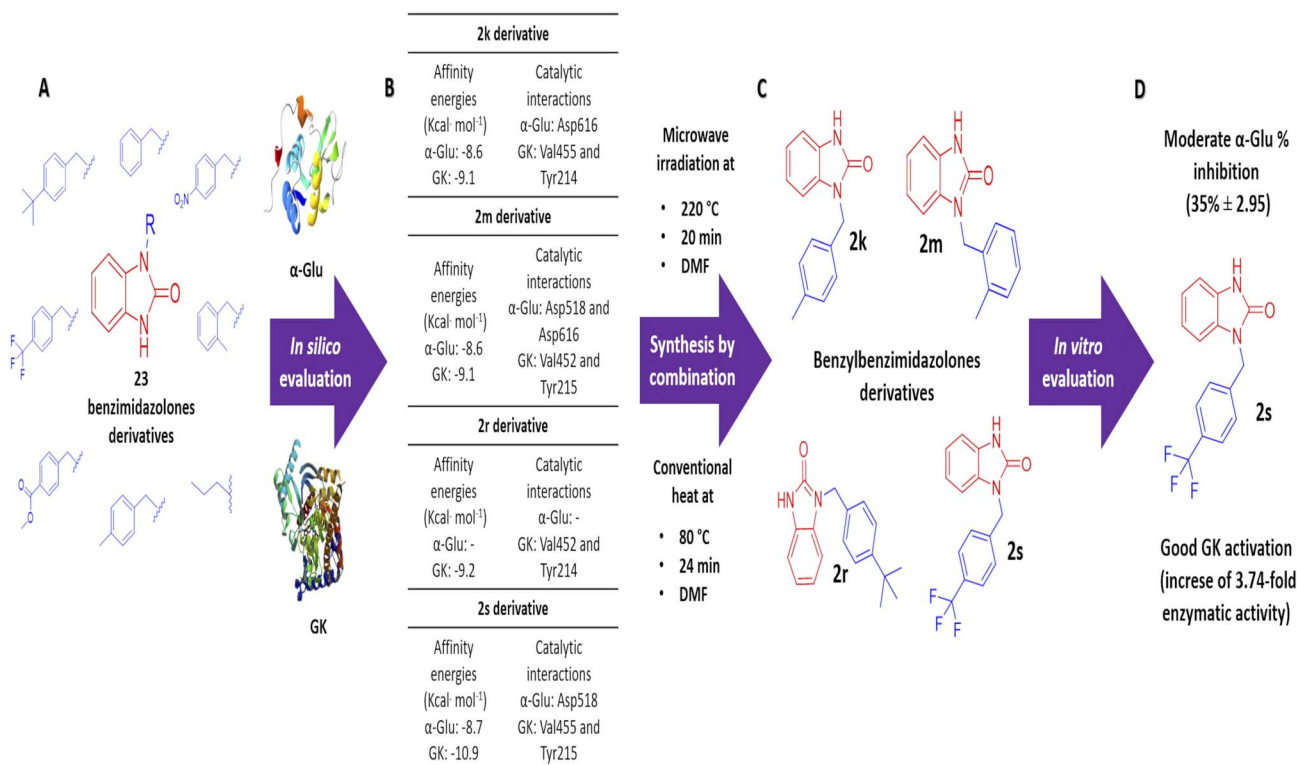 A
O₂N
R
N
O
N
H
F
F
F
O
O
23
benzimidazolones
derivatives
α-Glu
In silico
evaluation
GK
B
2k derivative
Affinity
energies
(Kcal· mol⁻¹)
α-Glu: -8.6
GK: -9.1
Catalytic
interactions
α-Glu: Asp616
GK: Val455 and
Tyr214
2m derivative
Affinity
energies
(Kcal· mol⁻¹)
α-Glu: -8.6
GK: -9.1
Catalytic
interactions
α-Glu: Asp518 and
Asp616
GK: Val452 and
Tyr215
2r derivative
Affinity
energies
(Kcal· mol⁻¹)
α-Glu: -
GK: -9.2
Catalytic
interactions
α-Glu: -
GK: Val452 and
Tyr214
2s derivative
Affinity
energies
(Kcal· mol⁻¹)
α-Glu: -8.7
GK: -10.9
Catalytic
interactions
α-Glu: Asp518
GK: Val455 and
Tyr215
Microwave
irradiation at
• 220 °C
• 20 min
• DMF
Synthesis by
combination
Conventional
heat at
• 80 °C
• 24 min
• DMF
C
H
N
O
N
2k
H
N
O
N
2m
Benzylbenzimidazolones
derivatives
O
HN
N
2r
H
N
O
N
F
F
F
2s
In vitro
evaluation
D
Moderate α-Glu %
inhibition
(35% ± 2.95)
H
N
O
N
2s
F
F
F
Good GK activation
(increse of 3.74-fold
enzymatic activity)